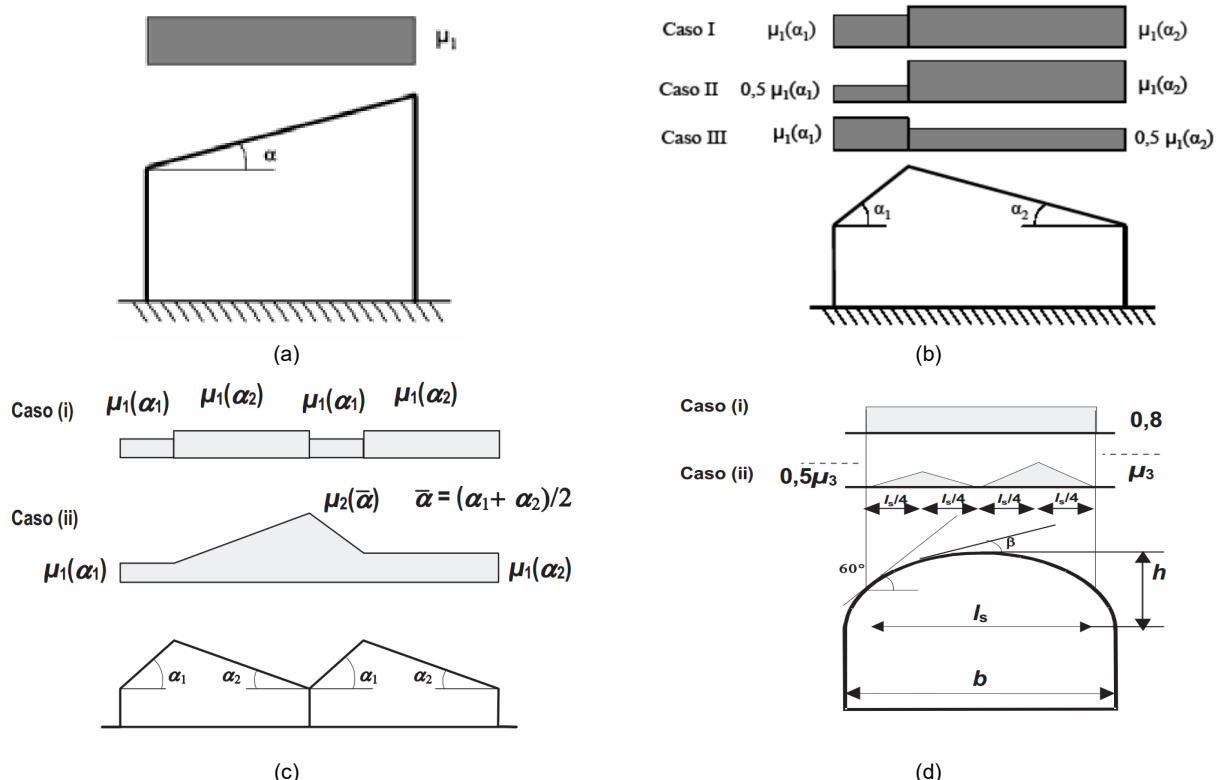 μ₁
α
(a)
Caso I μ₁(α₁) μ₁(α₂)
Caso II 0,5 μ₁(α₁) μ₁(α₂)
Caso III μ₁(α₁) 0,5 μ₁(α₂)
α₁ α₂
(b)
Caso (i) μ₁(α₁) μ₁(α₂) μ₁(α₁) μ₁(α₂)
μ₂(ᾱ) ᾱ = (α₁+ α₂)/2
Caso (ii)
μ₁(α₁) μ₁(α₂)
α₁ α₂ α₁ α₂
(c)
Caso (i) 0,8
Caso (ii) 0,5μ₃ μ₃
lₛ/4 lₛ/4 lₛ/4 lₛ/4
β
60° h
lₛ
b
(d)